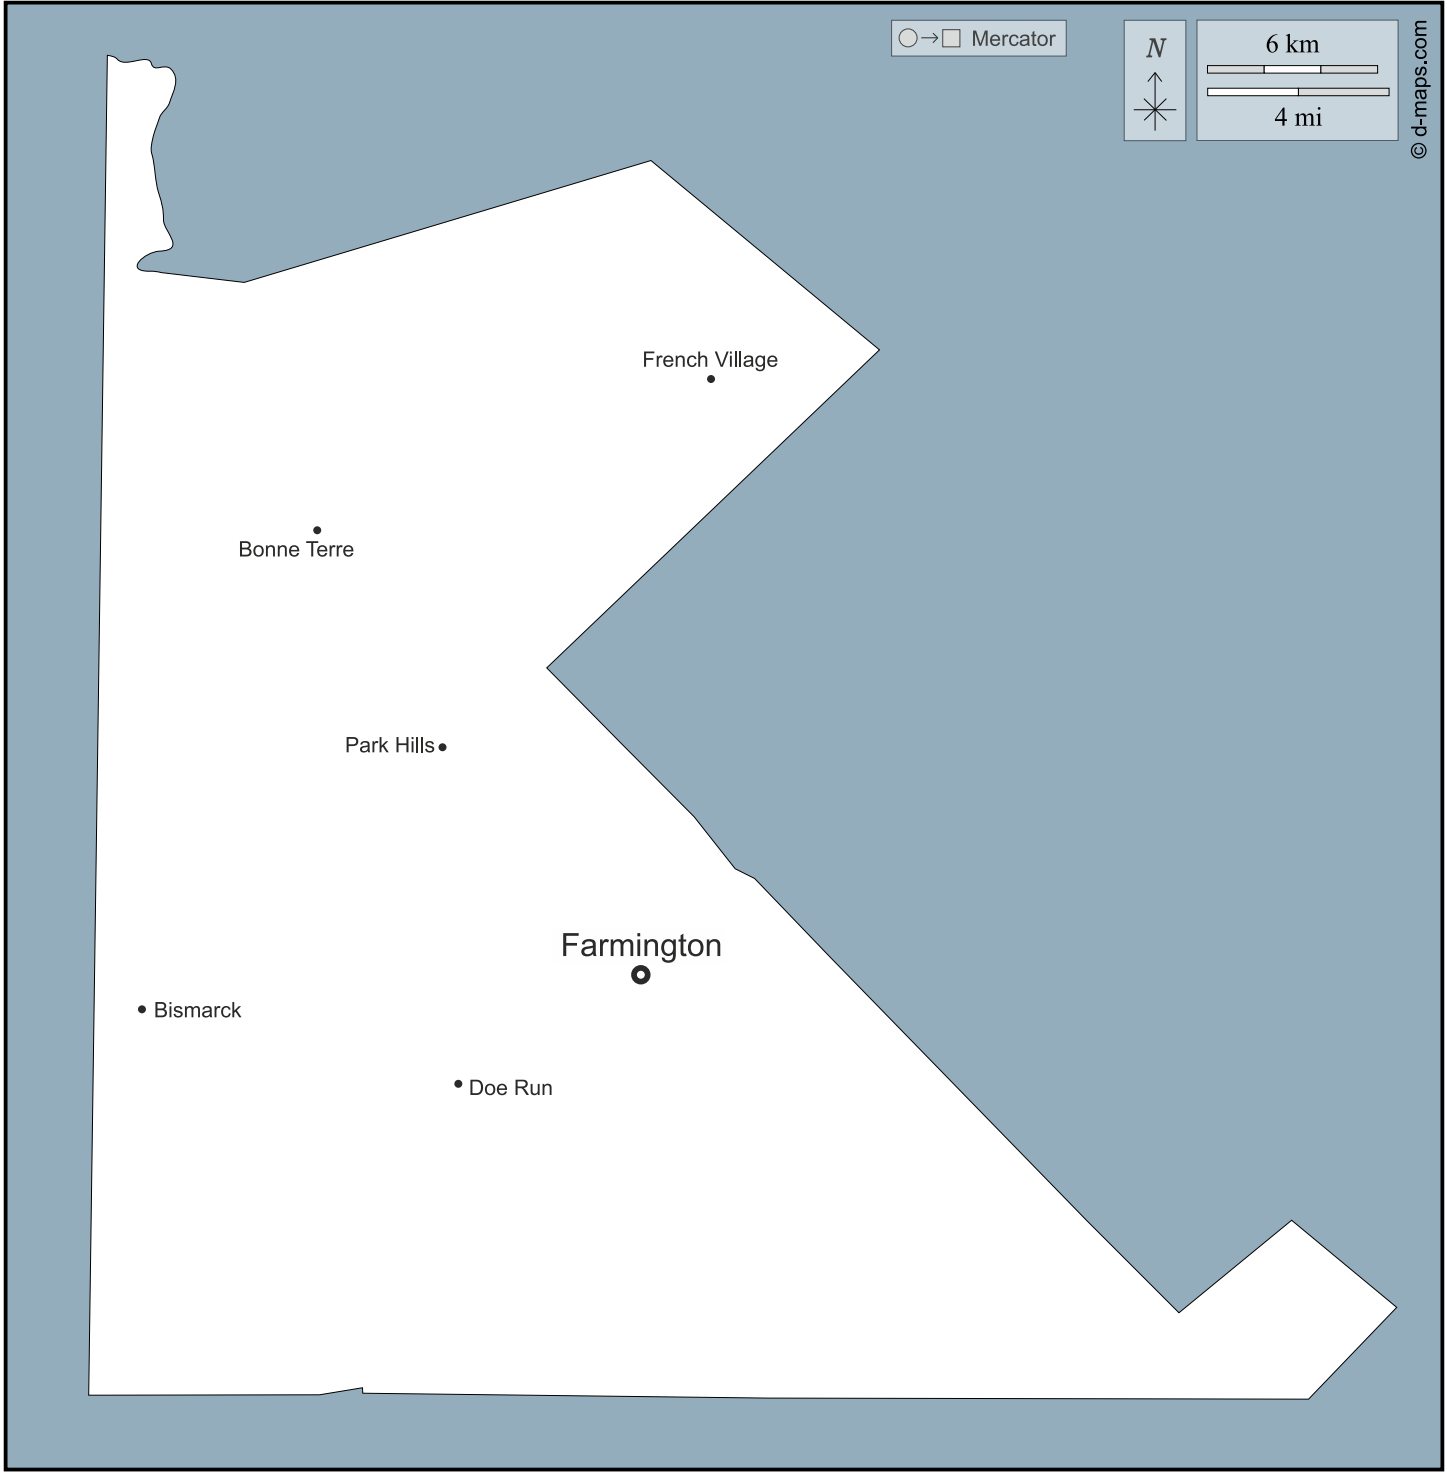 Mercator
N
6 km
4 mi
© d-maps.com
French Village
Bonne Terre
Park Hills
Farmington
Bismarck
Doe Run